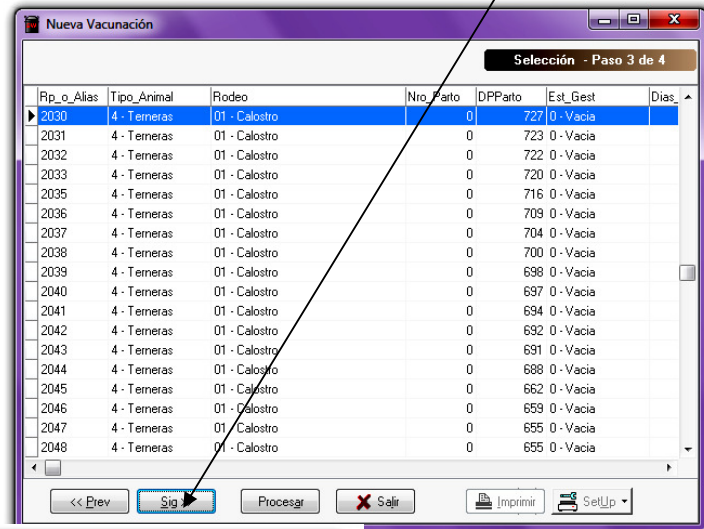 Nueva Vacunación
Selección - Paso 3 de 4
Rp_o_Alias Tipo_Animal Rodeo Nro_Parto DPParto Est_Gest Dias_
2030 4 - Terneras 01 - Calostro 0 727 0 - Vacia
2031 4 - Terneras 01 - Calostro 0 723 0 - Vacia
2032 4 - Terneras 01 - Calostro 0 722 0 - Vacia
2033 4 - Terneras 01 - Calostro 0 720 0 - Vacia
2035 4 - Terneras 01 - Calostro 0 716 0 - Vacia
2036 4 - Terneras 01 - Calostro 0 709 0 - Vacia
2037 4 - Terneras 01 - Calostro 0 704 0 - Vacia
2038 4 - Terneras 01 - Calostro 0 700 0 - Vacia
2039 4 - Terneras 01 - Calostro 0 698 0 - Vacia
2040 4 - Terneras 01 - Calostro 0 697 0 - Vacia
2041 4 - Terneras 01 - Calostro 0 694 0 - Vacia
2042 4 - Terneras 01 - Calostro 0 692 0 - Vacia
2043 4 - Terneras 01 - Calostro 0 691 0 - Vacia
2044 4 - Terneras 01 - Calostro 0 688 0 - Vacia
2045 4 - Terneras 01 - Calostro 0 662 0 - Vacia
2046 4 - Terneras 01 - Calostro 0 659 0 - Vacia
2047 4 - Terneras 01 - Calostro 0 655 0 - Vacia
2048 4 - Terneras 01 - Calostro 0 655 0 - Vacia
<< Prev Sig > Procesar Salir Imprimir SetUp